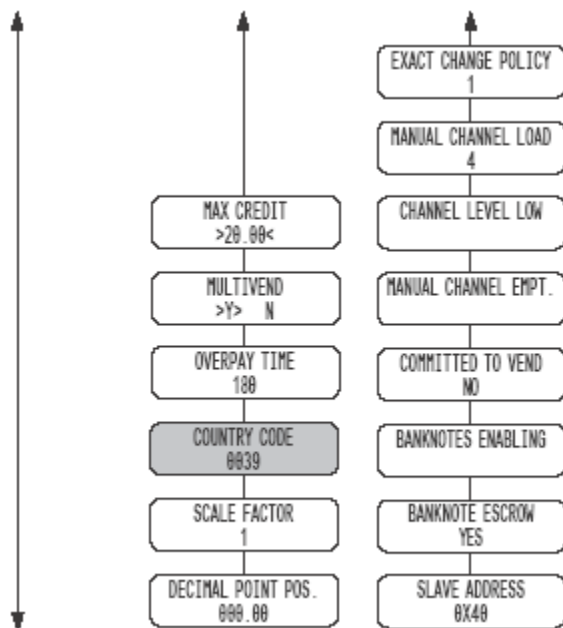 EXACT CHANGE POLICY
1
MANUAL CHANNEL LOAD
4
MAX CREDIT
>20.00<
CHANNEL LEVEL LOW
MULTIVEND
>Y> N
MANUAL CHANNEL EMPT.
OVERPAY TIME
180
COMMITTED TO VEND
NO
COUNTRY CODE
0039
BANKNOTES ENABLING
SCALE FACTOR
1
BANKNOTE ESCROW
YES
DECIMAL POINT POS.
000.00
SLAVE ADDRESS
0X40